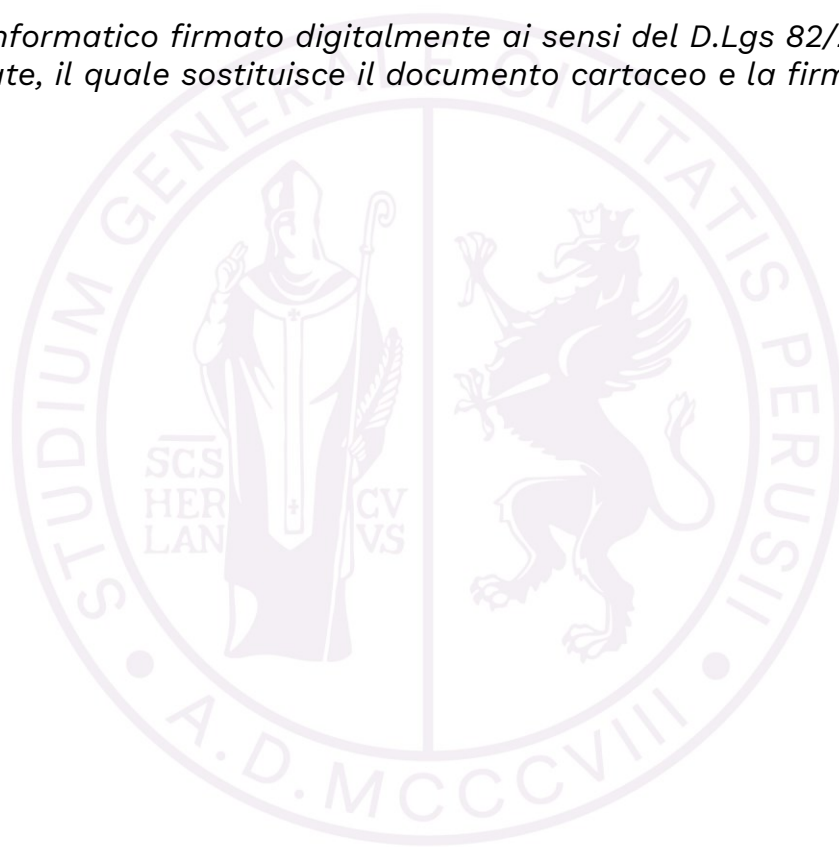 nformatico firmato digitalmente ai sensi del D.Lgs 82/
te, il quale sostituisce il documento cartaceo e la firm
STUDIUM GENERALE CIVITATIS PERUSII
SCS
HER
LAN
CV
VS
A.D. MCCCVIII